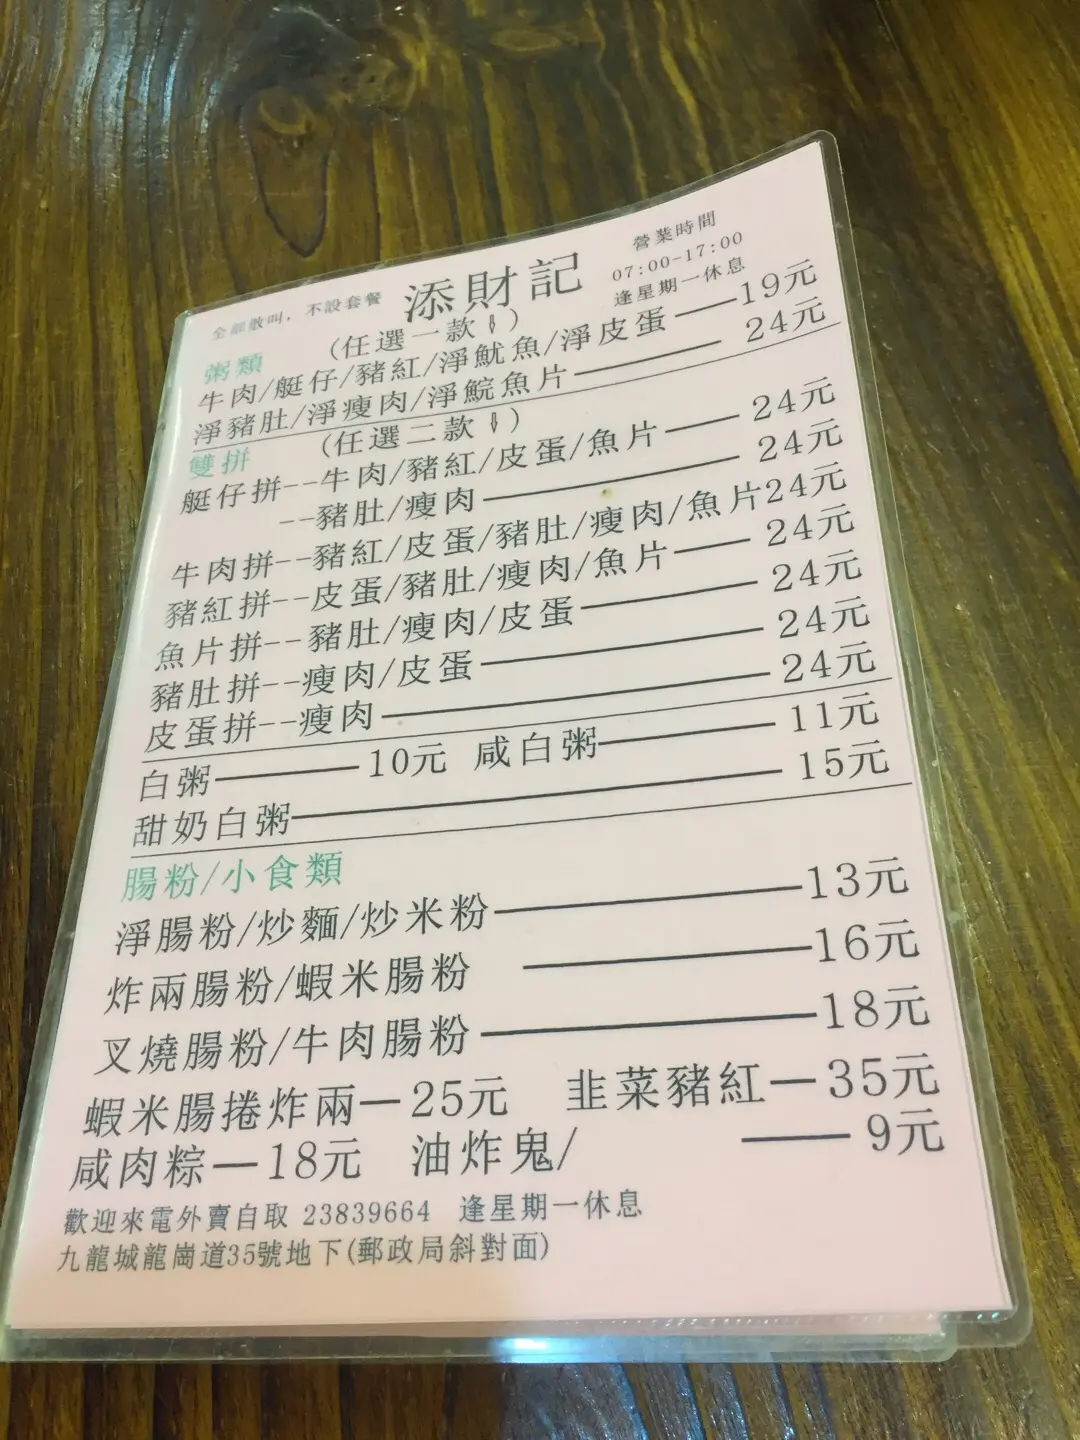 全部散叫，不設套餐
添財記
營業時間
07:00-17:00
逢星期一休息
粥類 (任選一款)
牛肉/艇仔/豬紅/淨魷魚/淨皮蛋——19元
淨豬肚/淨瘦肉/淨鯇魚片——24元
雙拼 (任選二款)
艇仔拼--牛肉/豬紅/皮蛋/魚片——24元
--豬肚/瘦肉——24元
牛肉拼--豬紅/皮蛋/豬肚/瘦肉/魚片24元
豬紅拼--皮蛋/豬肚/瘦肉/魚片——24元
魚片拼--豬肚/瘦肉/皮蛋——24元
豬肚拼--瘦肉/皮蛋——24元
皮蛋拼--瘦肉——24元
白粥——10元 咸白粥——11元
甜奶白粥——15元
腸粉/小食類
淨腸粉/炒麵/炒米粉——13元
炸兩腸粉/蝦米腸粉——16元
叉燒腸粉/牛肉腸粉——18元
蝦米腸捲炸兩—25元 韭菜豬紅—35元
咸肉粽—18元 油炸鬼/——9元
歡迎來電外賣自取 23839664 逢星期一休息
九龍城龍崗道35號地下(郵政局斜對面)